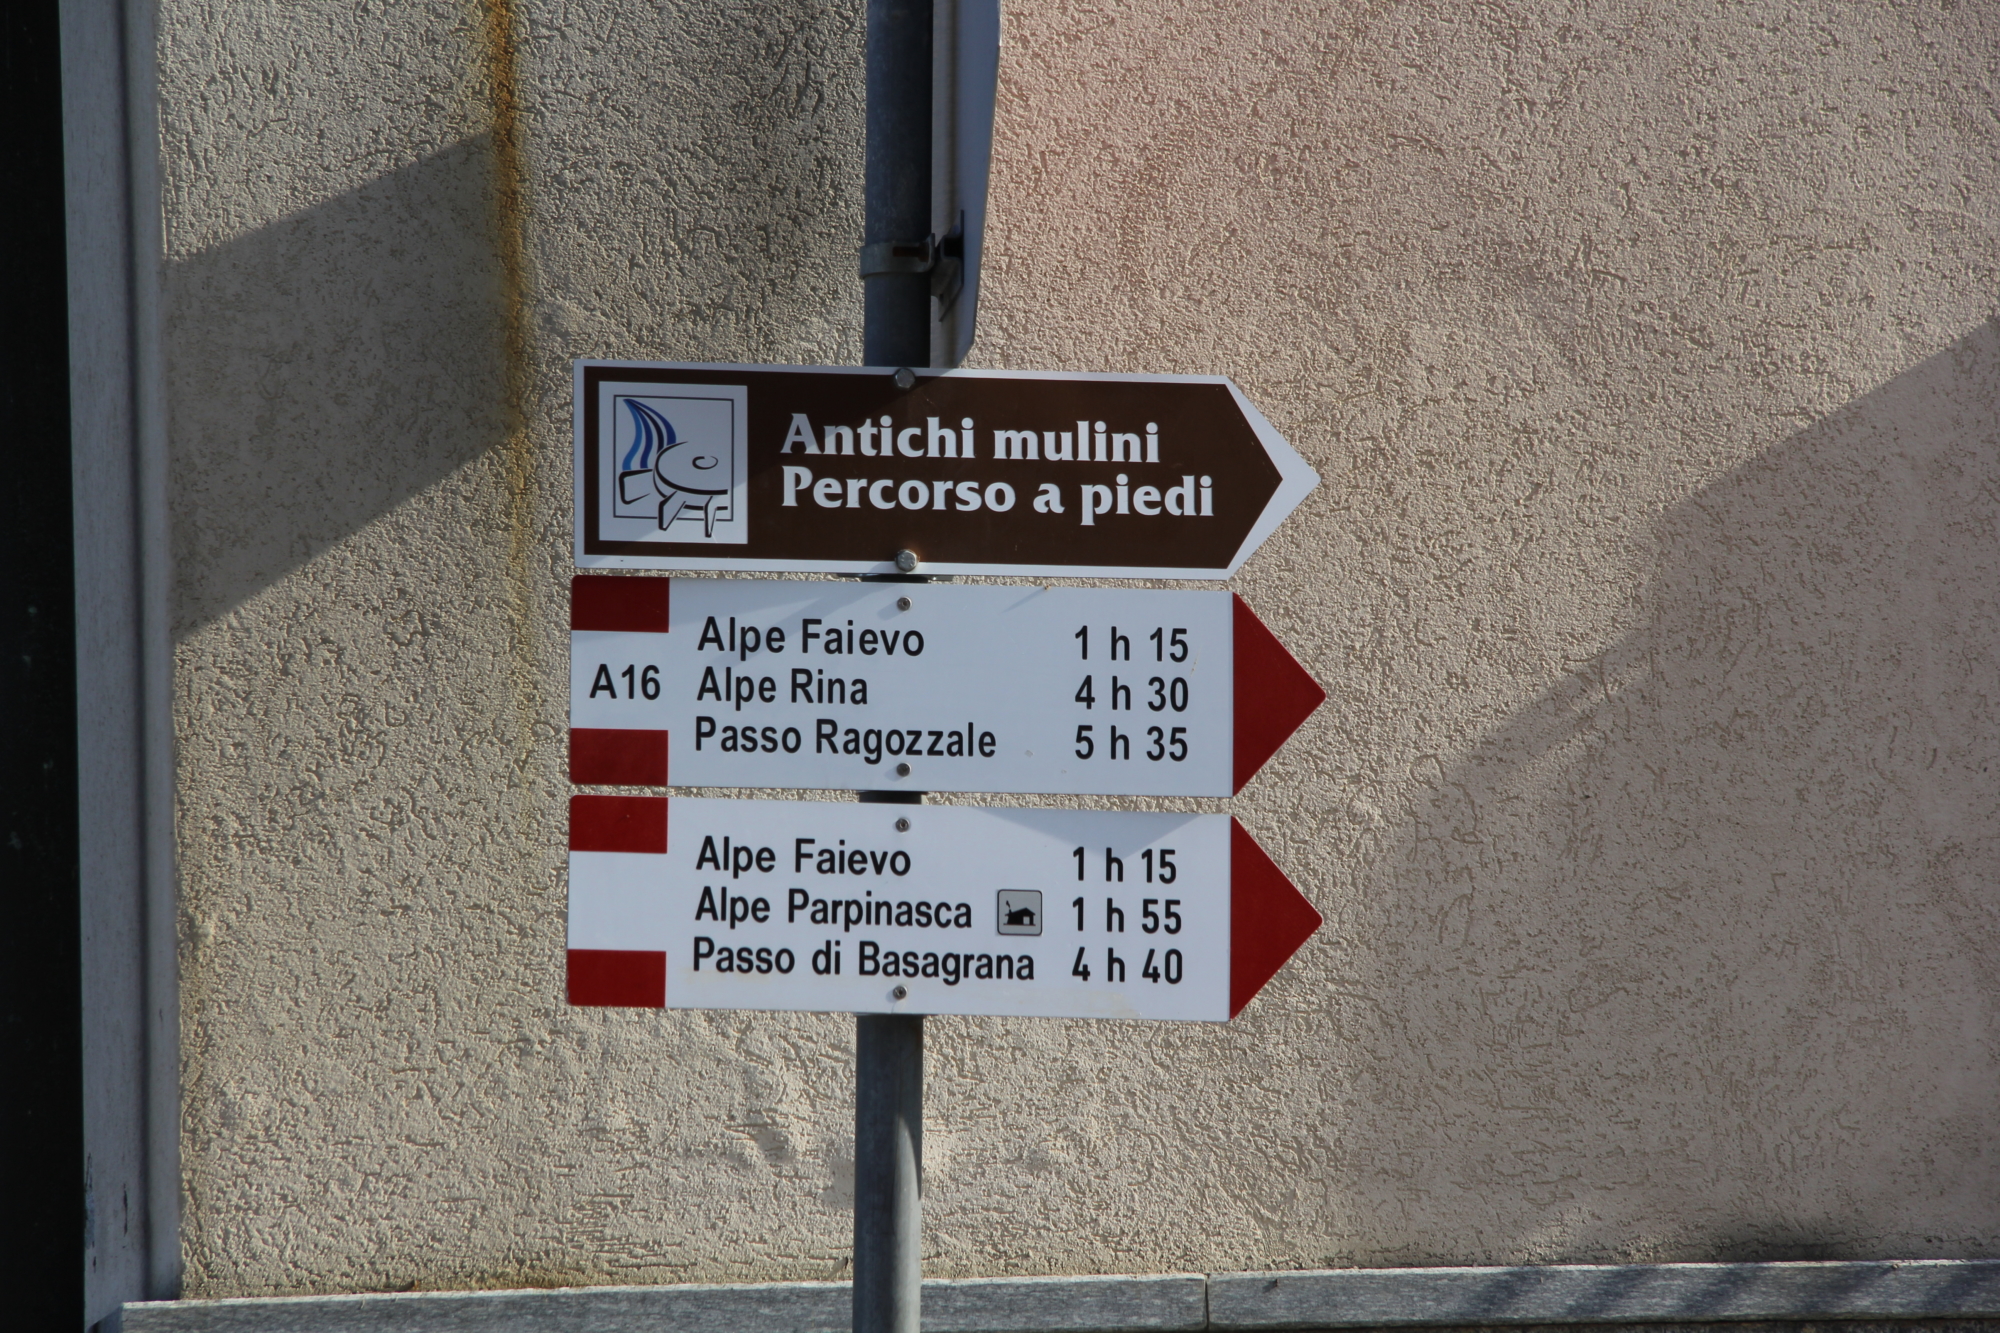 Antichi mulini
Percorso a piedi
A16
Alpe Faievo 1 h 15
Alpe Rina 4 h 30
Passo Ragozzale 5 h 35
Alpe Faievo 1 h 15
Alpe Parpinasca 1 h 55
Passo di Basagrana 4 h 40